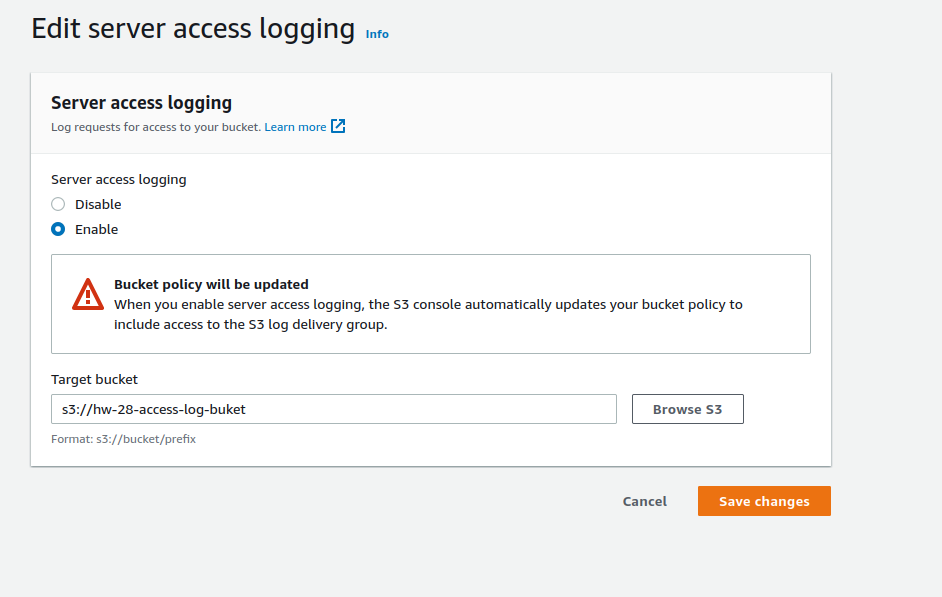 Edit server access logging Info
Server access logging
Log requests for access to your bucket. Learn more
Server access logging
Disable
Enable
Bucket policy will be updated
When you enable server access logging, the S3 console automatically updates your bucket policy to
include access to the S3 log delivery group.
Target bucket
s3://hw-28-access-log-buket
Browse S3
Format: s3://bucket/prefix
Cancel
Save changes